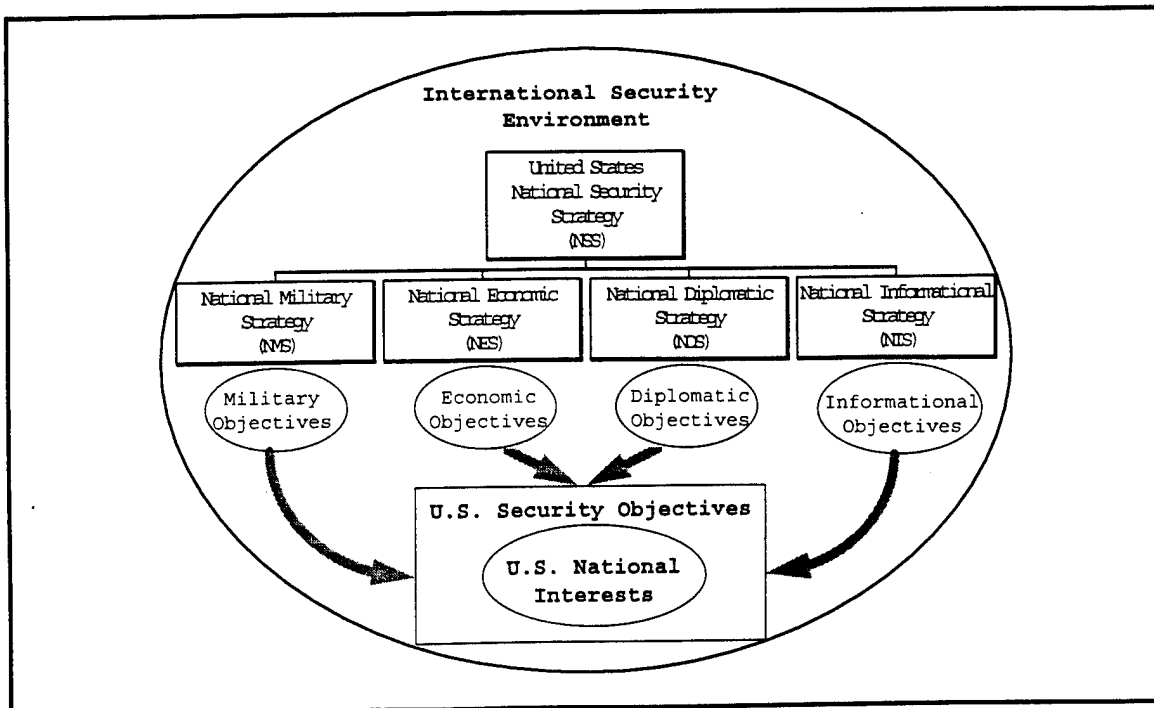 International Security
Environment
United States
National Security
Strategy
(NSS)
National Military
Strategy
(NMS)
National Economic
Strategy
(NES)
National Diplomatic
Strategy
(NDS)
National Informational
Strategy
(NIS)
Military
Objectives
Economic
Objectives
Diplomatic
Objectives
Informational
Objectives
U.S. Security Objectives
U.S. National
Interests